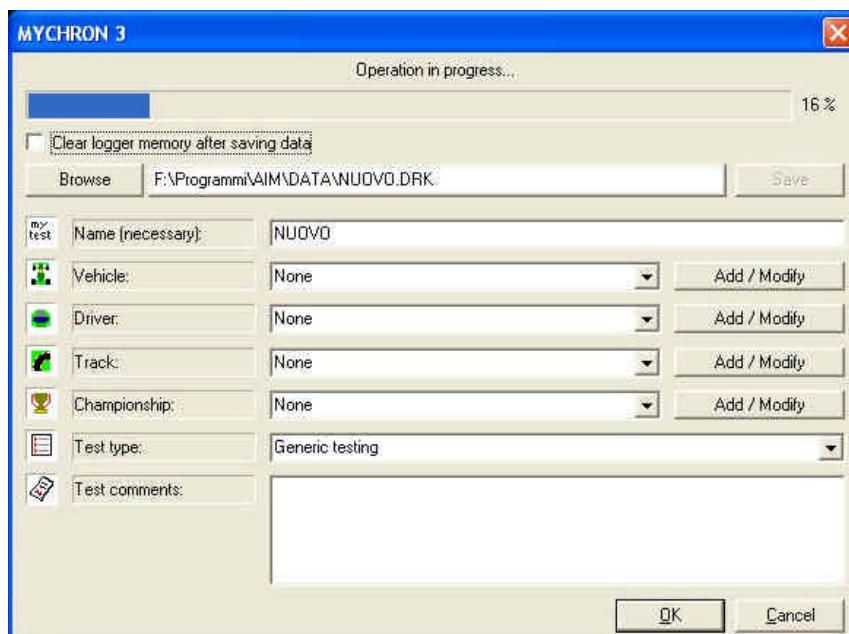 MYCHRON 3
Operation in progress...
16 %
Clear logger memory after saving data
Browse F:\Programmi\AIM\DATA\NUOVO.DRK Save
my test Name (necessary): NUOVO
Vehicle: None Add / Modify
Driver: None Add / Modify
Track: None Add / Modify
Championship: None Add / Modify
Test type: Generic testing
Test comments:
OK Cancel